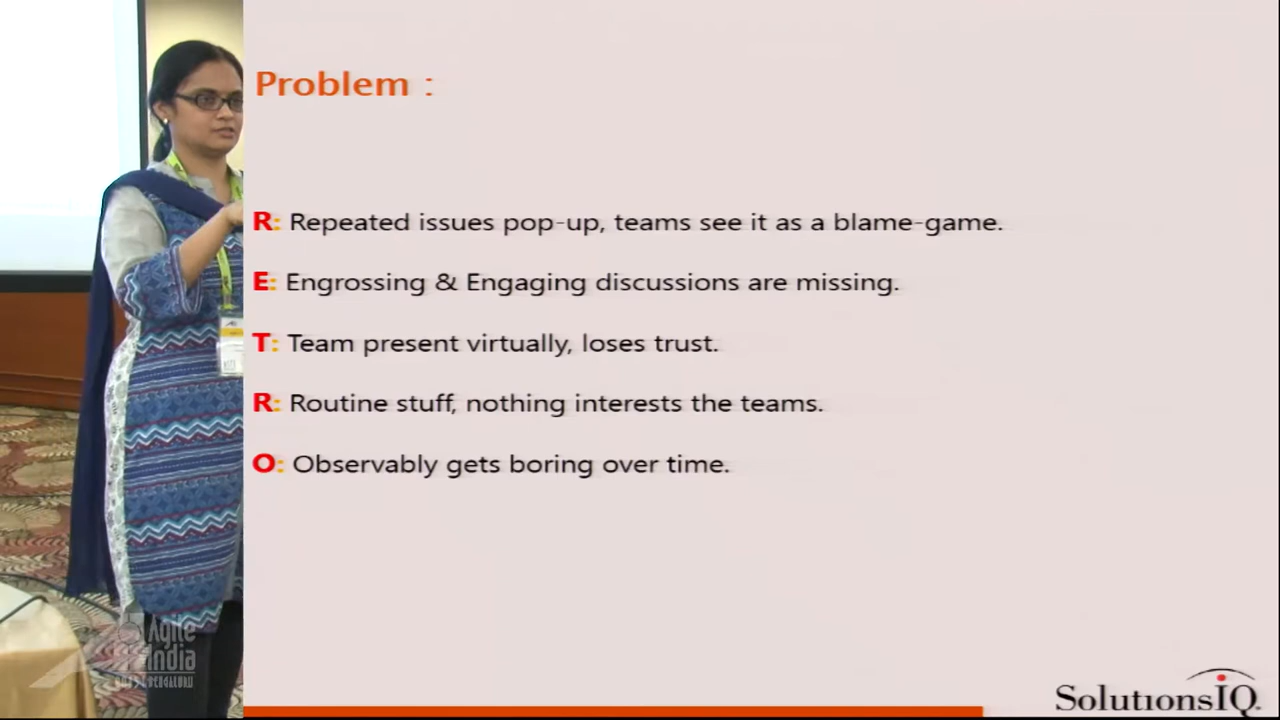 Problem :
R: Repeated issues pop-up, teams see it as a blame-game.
E: Engrossing & Engaging discussions are missing.
T: Team present virtually, loses trust.
R: Routine stuff, nothing interests the teams.
O: Observably gets boring over time.
Agile
India
BENGALURU
SolutionsIQ